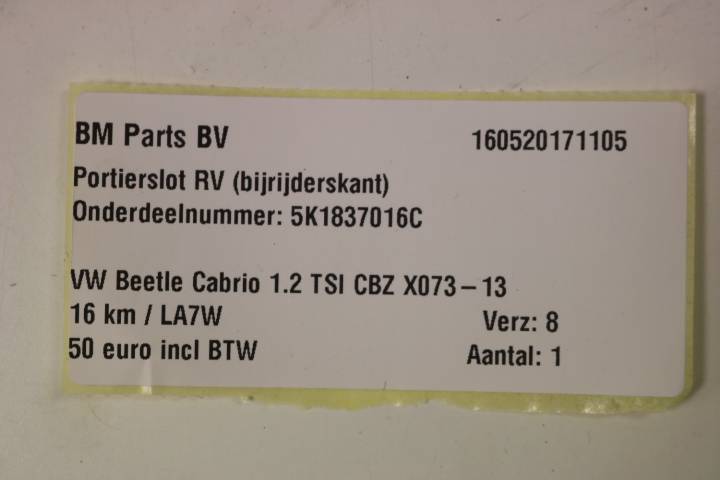 BM Parts BV 160520171105
Portierslot RV (bijrijderskant)
Onderdeelnummer: 5K1837016C
VW Beetle Cabrio 1.2 TSI CBZ X073 – 13
16 km / LA7W Verz: 8
50 euro incl BTW Aantal: 1